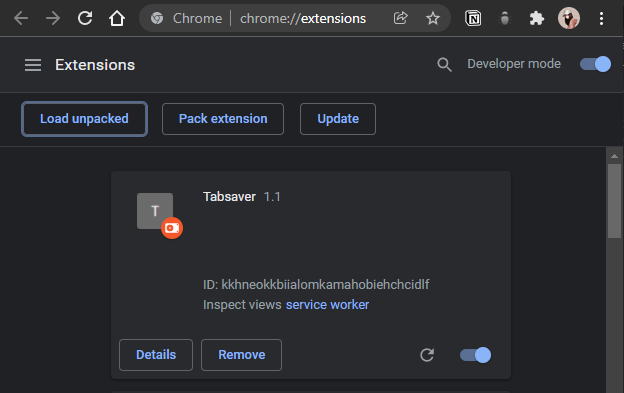 Chrome | chrome://extensions
Extensions
Developer mode
Load unpacked
Pack extension
Update
T
Tabsaver 1.1
ID: kkhneokkbiialomkamahobiehchcidlf
Inspect views service worker
Details
Remove